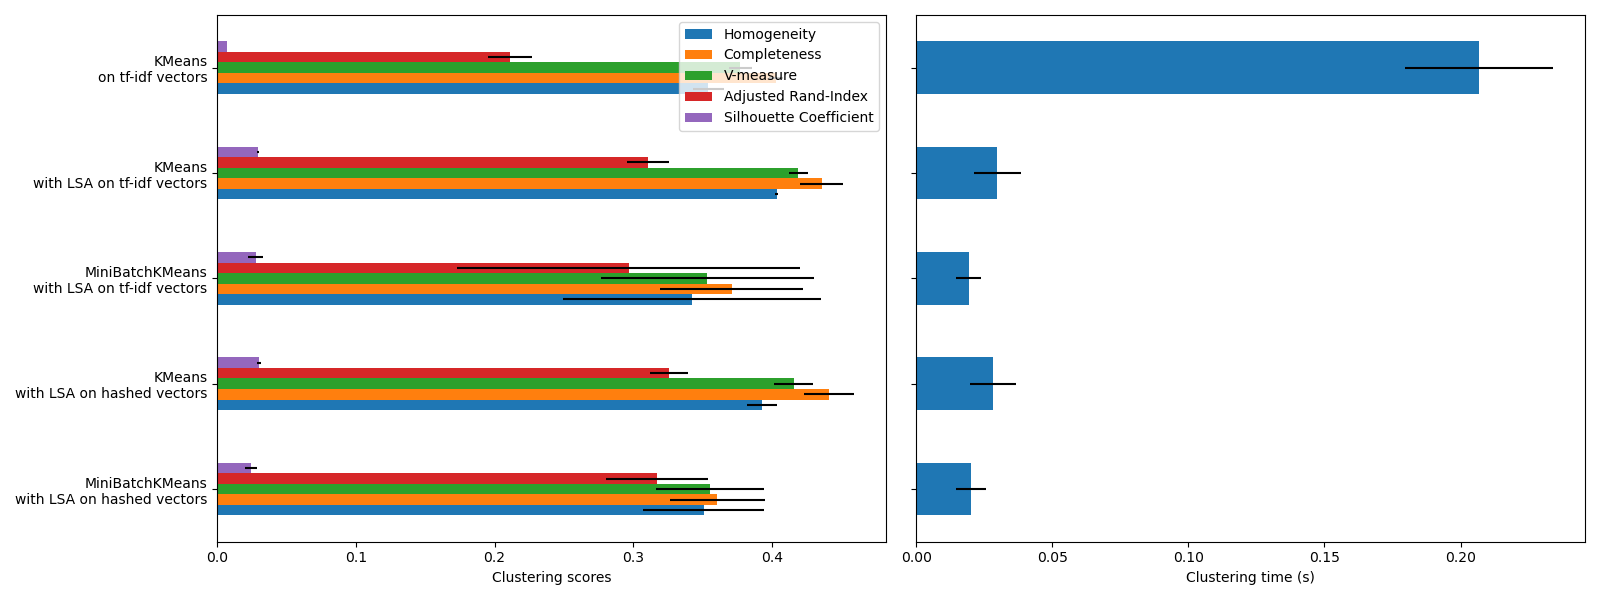 Homogeneity
Completeness
V-measure
Adjusted Rand-Index
Silhouette Coefficient
KMeans
on tf-idf vectors
KMeans
with LSA on tf-idf vectors
MiniBatchKMeans
with LSA on tf-idf vectors
KMeans
with LSA on hashed vectors
MiniBatchKMeans
with LSA on hashed vectors
0.0 0.1 0.2 0.3 0.4
Clustering scores
0.00 0.05 0.10 0.15 0.20
Clustering time (s)